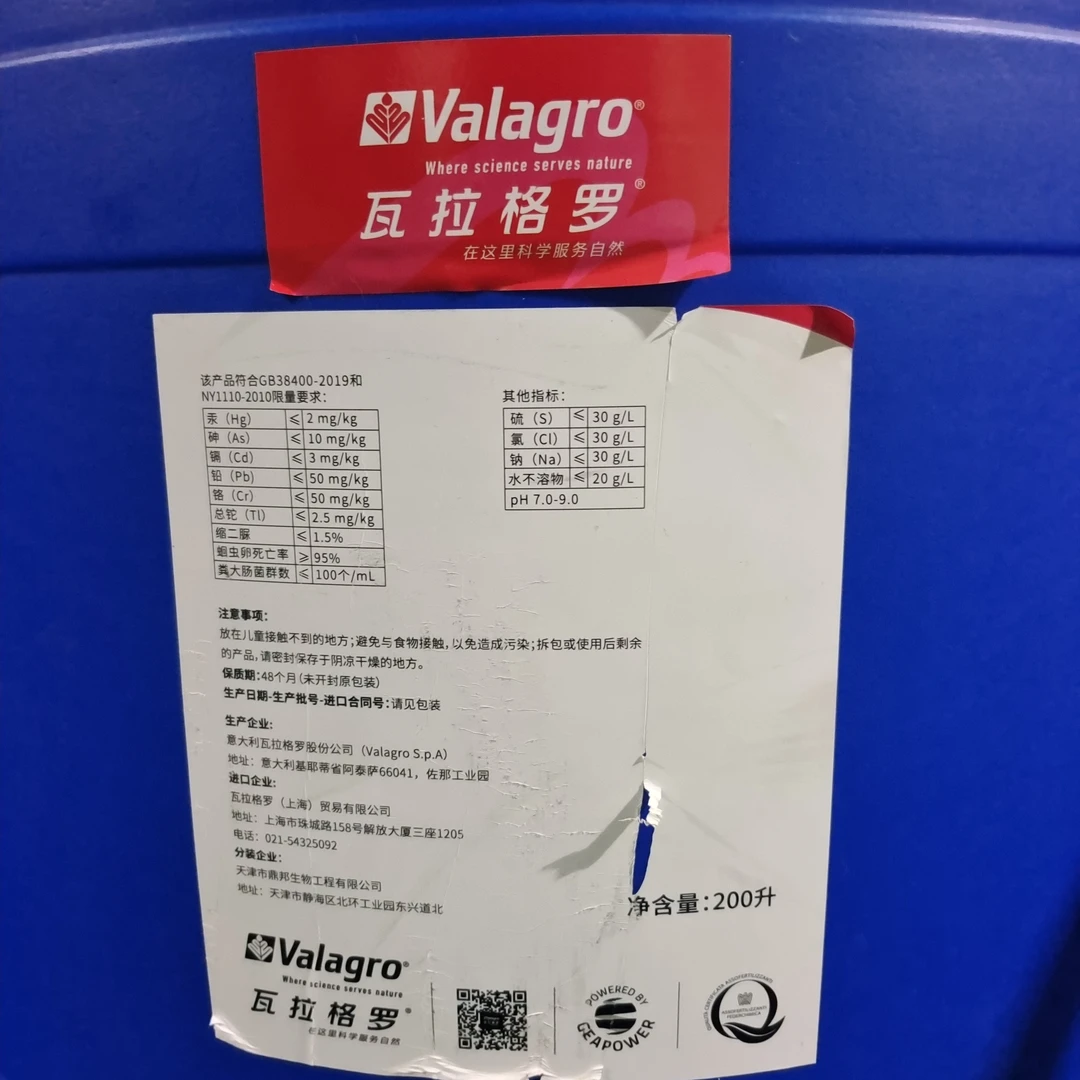 Valagro®
Where science serves nature
瓦拉格罗®
在这里科学服务自然
该产品符合GB38400-2019和
NY1110-2010限量要求：
汞（Hg） ≤ 2 mg/kg
砷（As） ≤ 10 mg/kg
镉（Cd） ≤ 3 mg/kg
铅（Pb) ≤ 50 mg/kg
铬（Cr） ≤ 50 mg/kg
总铊（Tl） ≤ 2.5 mg/kg
缩二脲 ≤ 1.5%
蛔虫卵死亡率 ≥ 95%
粪大肠菌群数 ≤ 100个/mL
其他指标：
硫（S） ≤ 30 g/L
氯（Cl） ≤ 30 g/L
钠（Na） ≤ 30 g/L
水不溶物 ≤ 20 g/L
pH 7.0-9.0
注意事项：
放在儿童接触不到的地方；避免与食物接触，以免造成污染；拆包或使用后剩余
的产品，请密封保存于阴凉干燥的地方。
保质期：48个月（未开封原包装）
生产日期-生产批号-进口合同号：请见包装
生产企业：
意大利瓦拉格罗股份公司（Valagro S.p.A）
地址：意大利基耶蒂省阿泰萨66041，佐那工业园
进口企业：
瓦拉格罗（上海）贸易有限公司
地址：上海市珠城路158号解放大厦三座1205
电话：021-54325092
分装企业：
天津市鼎邦生物工程有限公司
地址：天津市静海区北环工业园东兴道北
净含量：200升
Valagro®
Where science serves nature
瓦拉格罗®
在这里科学服务自然
POWERED BY
GEAPOWER
ASSOFERTILIZZANTI
FEDERCHIMICA